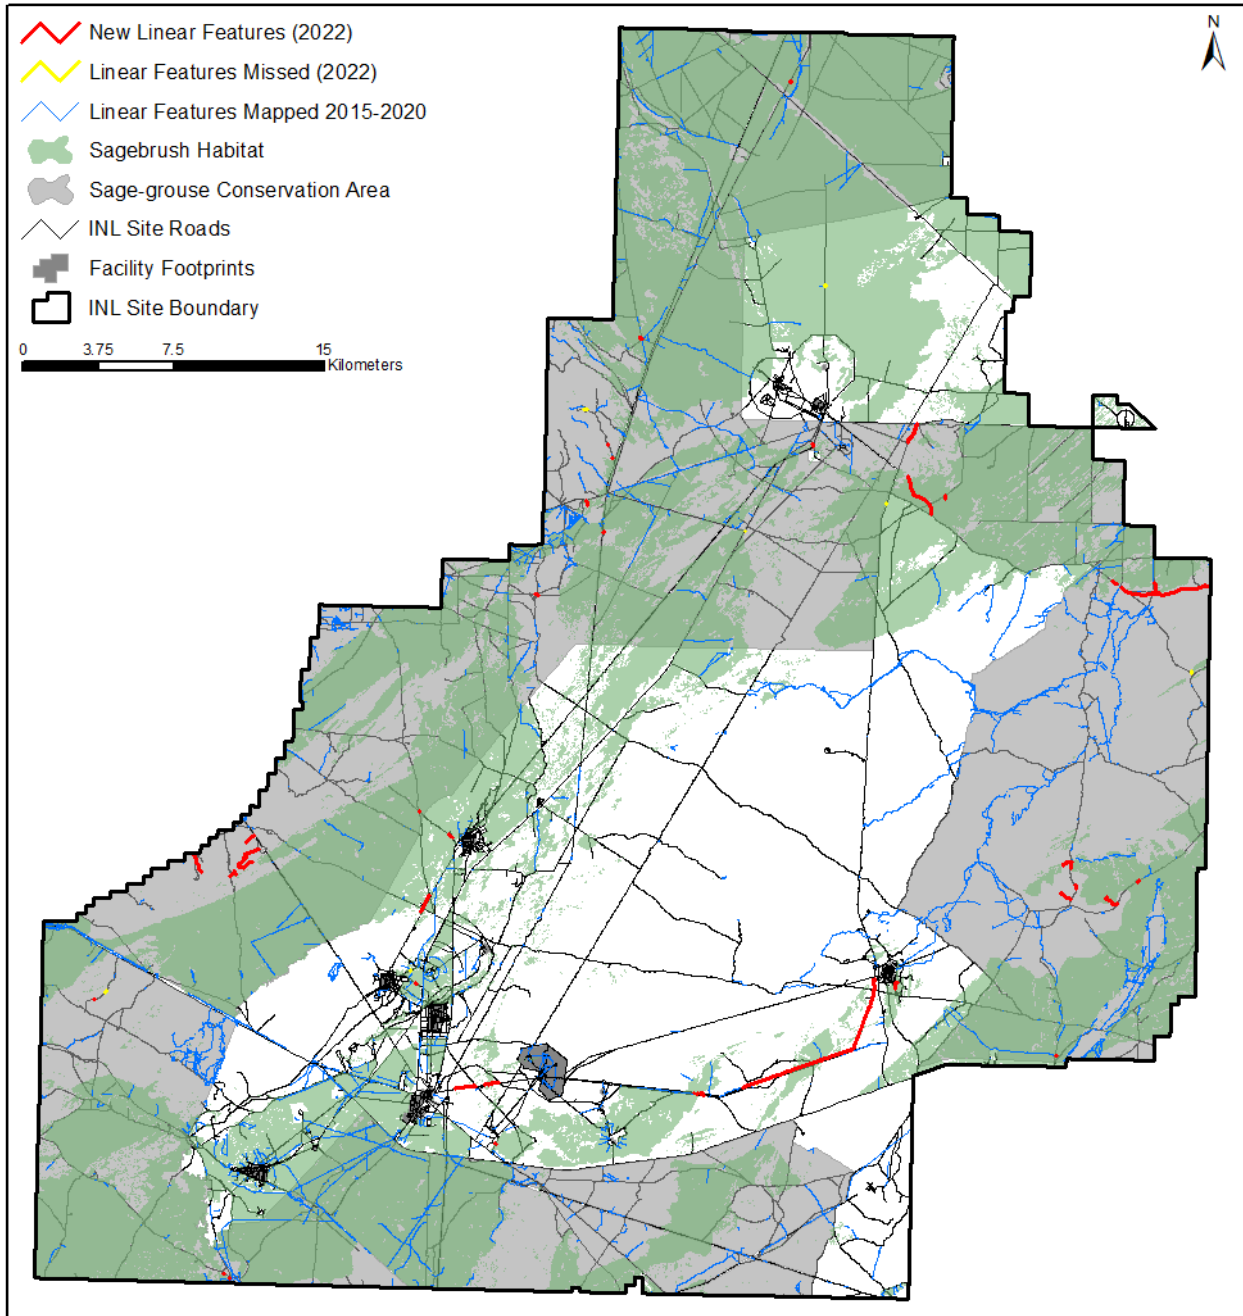 New Linear Features (2022)
Linear Features Missed (2022)
Linear Features Mapped 2015-2020
Sagebrush Habitat
Sage-grouse Conservation Area
INL Site Roads
Facility Footprints
INL Site Boundary
0 3.75 7.5 15
Kilometers
N